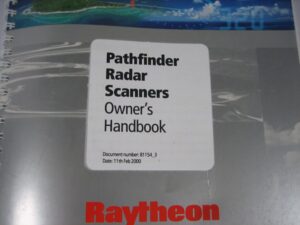 Pathfinder
Radar
Scanners
Owner's
Handbook
Document number: 81154_3
Date: 11th Feb 2000
Raytheon